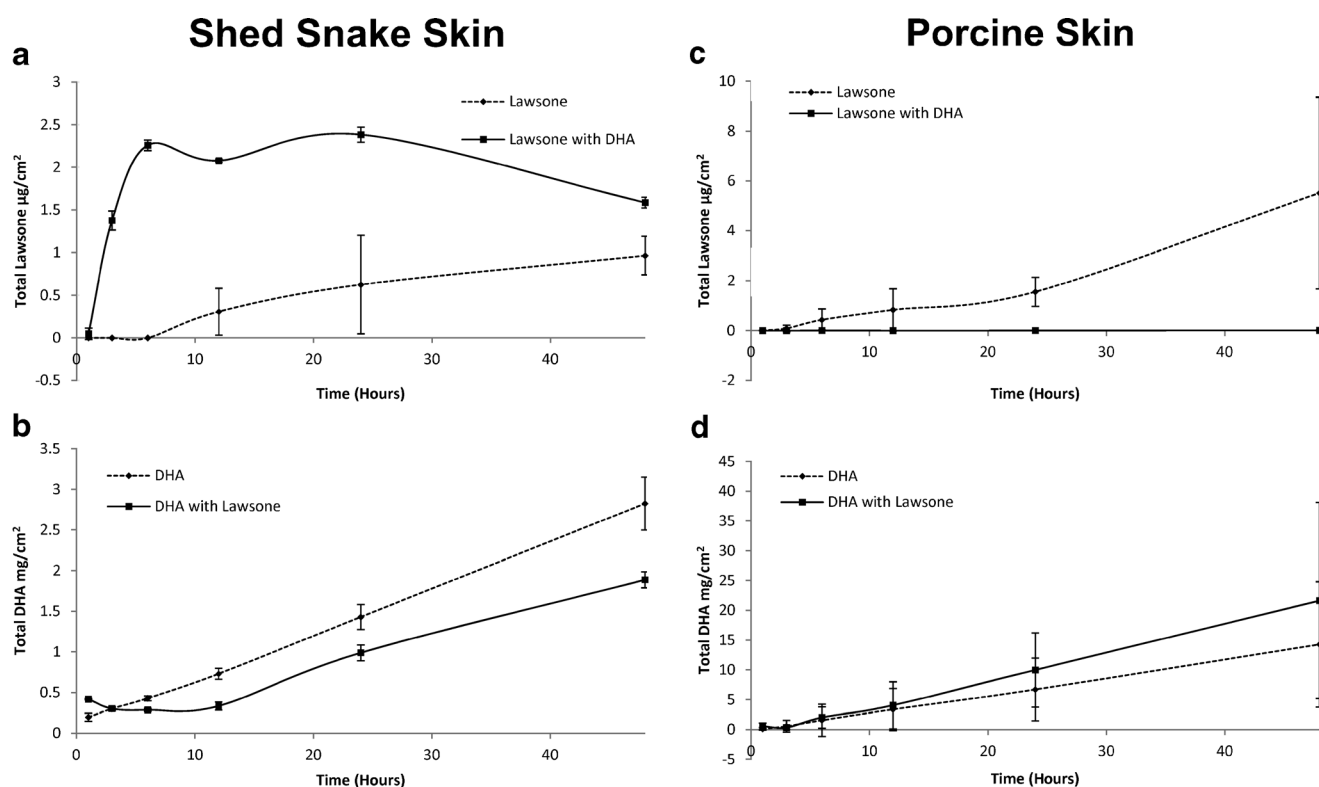 Shed Snake Skin
a
3
2.5
2
1.5
1
0.5
0
-0.5
Total Lawsone µg/cm²
Lawsone
Lawsone with DHA
0 10 20 30 40
Time (Hours)
b
3.5
3
2.5
2
1.5
1
0.5
0
Total DHA mg/cm²
DHA
DHA with Lawsone
0 10 20 30 40
Time (Hours)
Porcine Skin
c
10
8
6
4
2
0
-2
Total Lawsone µg/cm²
Lawsone
Lawsone with DHA
0 10 20 30 40
Time (Hours)
d
45
40
35
30
25
20
15
10
5
0
-5
Total DHA mg/cm²
DHA
DHA with Lawsone
0 10 20 30 40
Time (Hours)